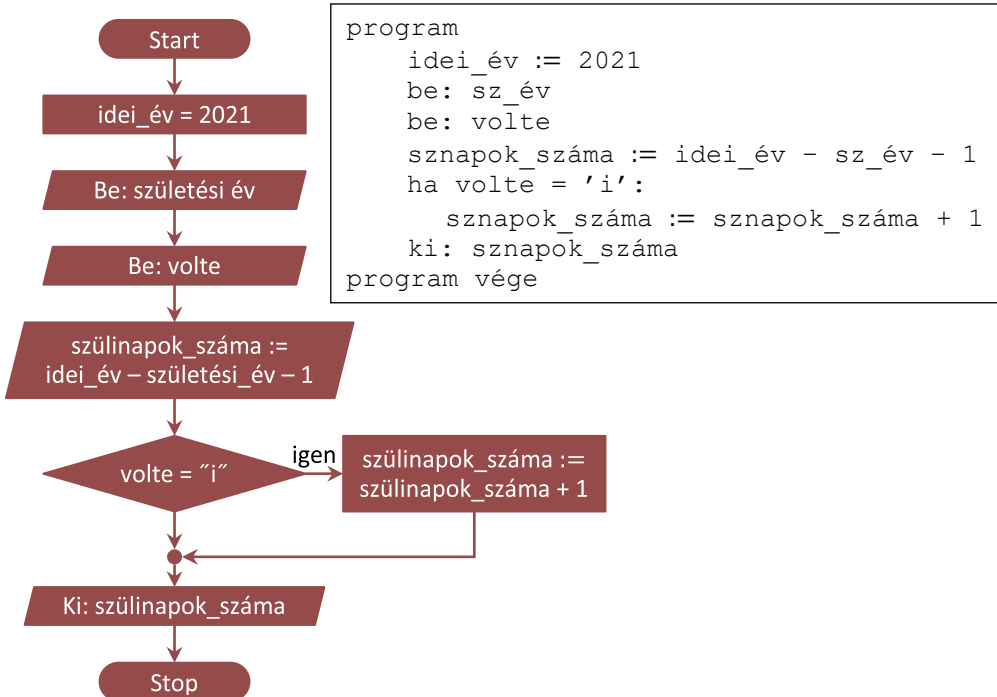 Start
idei_év = 2021
Be: születési év
Be: volte
szülinapok_száma :=
idei_év – születési_év – 1
volte = ˝i˝
igen
szülinapok_száma :=
szülinapok_száma + 1
Ki: szülinapok_száma
Stop
program
idei_év := 2021
be: sz_év
be: volte
sznapok_száma := idei_év – sz_év – 1
ha volte = 'i':
sznapok_száma := sznapok_száma + 1
ki: sznapok_száma
program vége